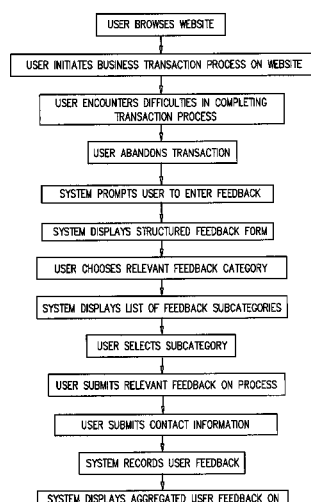 USER BROWSES WEBSITE
USER INITIATES BUSINESS TRANSACTION PROCESS ON WEBSITE
USER ENCOUNTERS DIFFICULTIES IN COMPLETING
TRANSACTION PROCESS
USER ABANDONS TRANSACTION
SYSTEM PROMPTS USER TO ENTER FEEDBACK
SYSTEM DISPLAYS STRUCTURED FEEDBACK FORM
USER CHOOSES RELEVANT FEEDBACK CATEGORY
SYSTEM DISPLAYS LIST OF FEEDBACK SUBCATEGORIES
USER SELECTS SUBCATEGORY
USER SUBMITS RELEVANT FEEDBACK ON PROCESS
USER SUBMITS CONTACT INFORMATION
SYSTEM RECORDS USER FEEDBACK
SYSTEM DISPLAYS AGGREGATED USER FEEDBACK ON